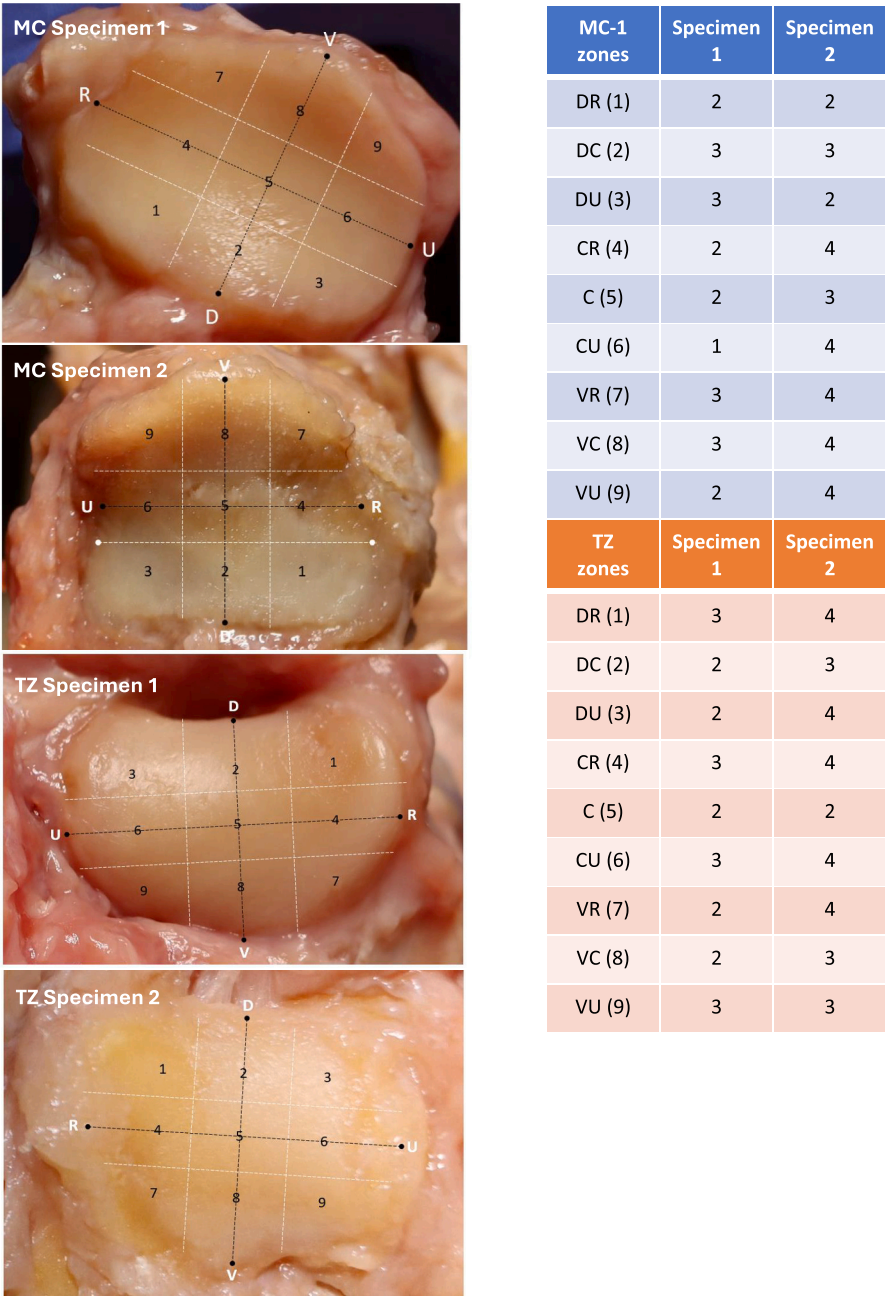 MC Specimen 1
V
7
R
8
9
4
5
1
6
2
U
3
D
MC Specimen 2
V
9 8 7
U 6 5 4 R
3 2 1
D
TZ Specimen 1
D
3 2 1
U 6 5 4 R
9 8 7
V
TZ Specimen 2
D
1 2 3
R 4 5 6 U
7 8 9
V
MC-1 zones Specimen 1 Specimen 2
DR (1) 2 2
DC (2) 3 3
DU (3) 3 2
CR (4) 2 4
C (5) 2 3
CU (6) 1 4
VR (7) 3 4
VC (8) 3 4
VU (9) 2 4
TZ zones Specimen 1 Specimen 2
DR (1) 3 4
DC (2) 2 3
DU (3) 2 4
CR (4) 3 4
C (5) 2 2
CU (6) 3 4
VR (7) 2 4
VC (8) 2 3
VU (9) 3 3